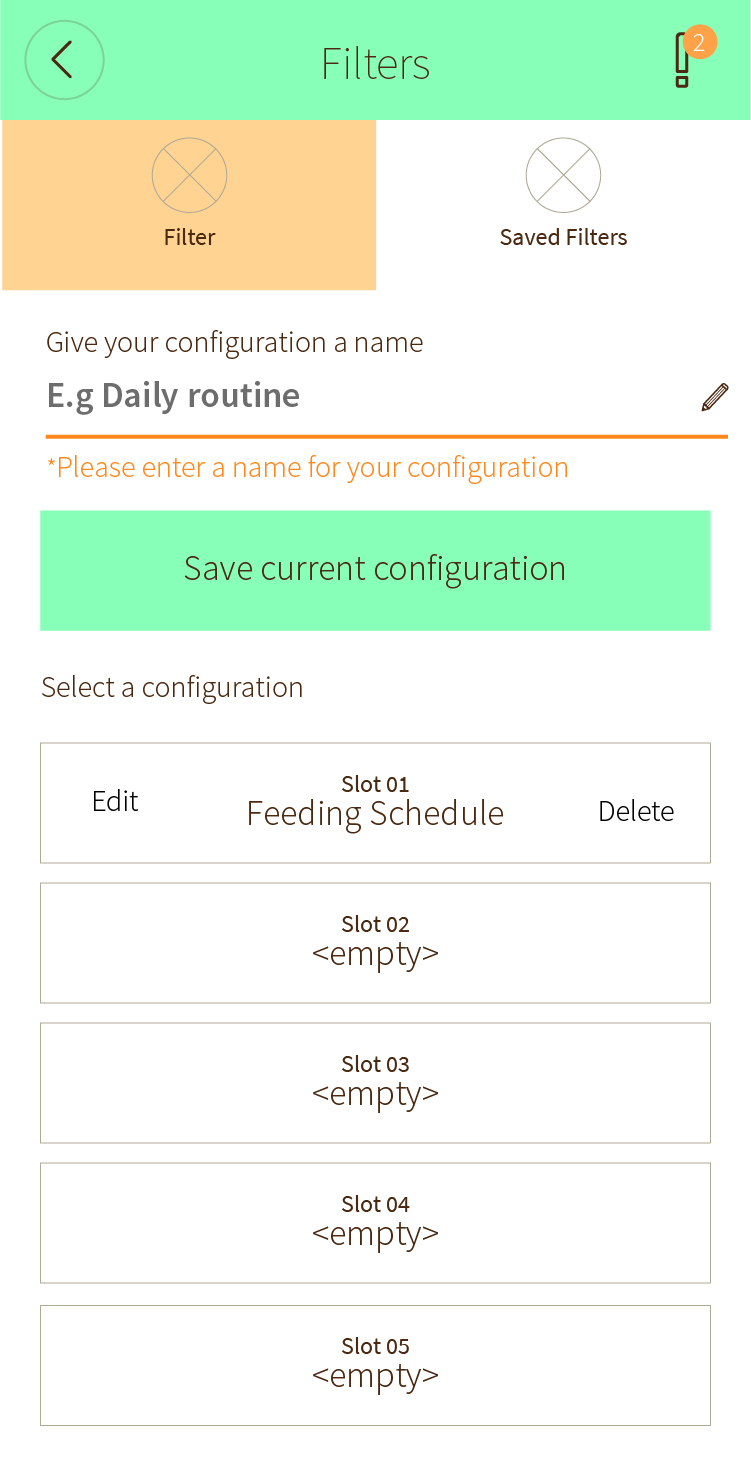 Filters
2
Filter
Saved Filters
Give your configuration a name
E.g Daily routine
*Please enter a name for your configuration
Save current configuration
Select a configuration
Slot 01
Edit
Feeding Schedule
Delete
Slot 02
<empty>
Slot 03
<empty>
Slot 04
<empty>
Slot 05
<empty>